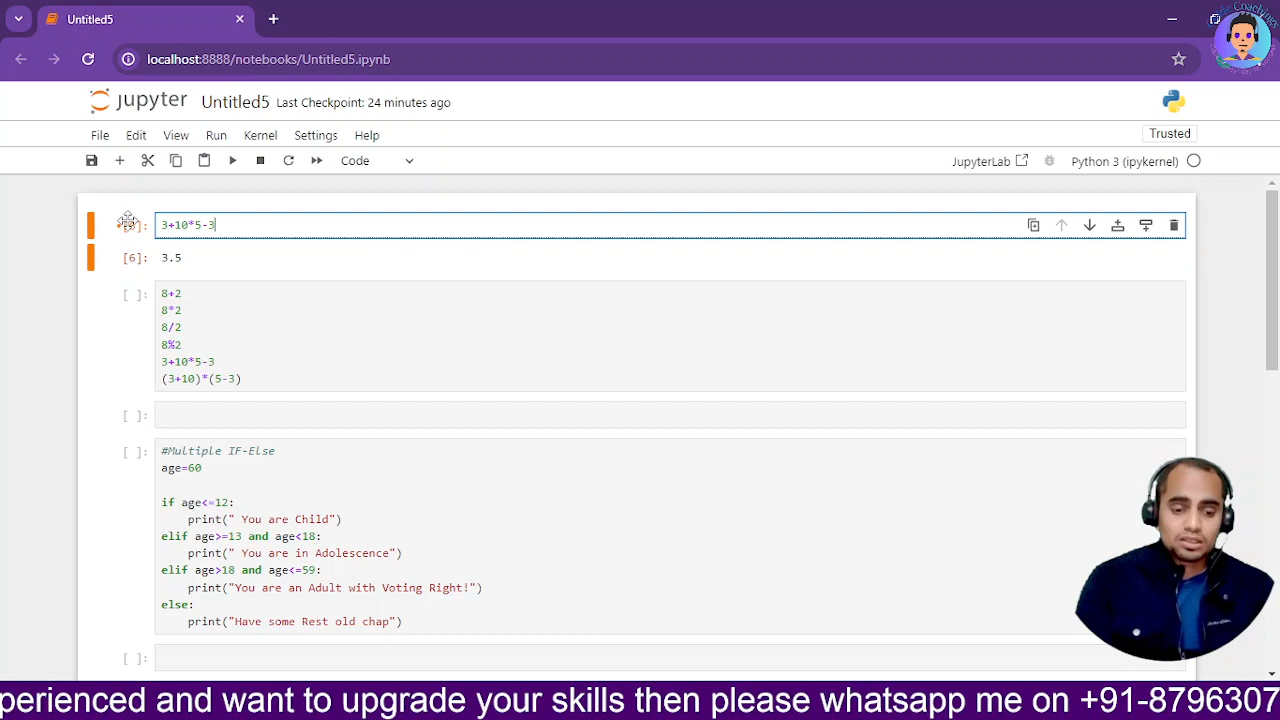 Untitled5
localhost:8888/notebooks/Untitled5.ipynb
jupyter Untitled5 Last Checkpoint: 24 minutes ago
File Edit View Run Kernel Settings Help
Trusted
Code
JupyterLab
Python 3 (ipykernel)
3+10*5-3
[6]: 3.5
[ ]: 8+2
8*2
8/2
8%2
3+10*5-3
(3+10)*(5-3)
[ ]:
[ ]: #Multiple IF-Else
age=60
if age<=12:
print(" You are Child")
elif age>=13 and age<18:
print(" You are in Adolescence")
elif age>18 and age<=59:
print("You are an Adult with Voting Right!")
else:
print("Have some Rest old chap")
[ ]:
perienced and want to upgrade your skills then please whatsapp me on +91-8796307